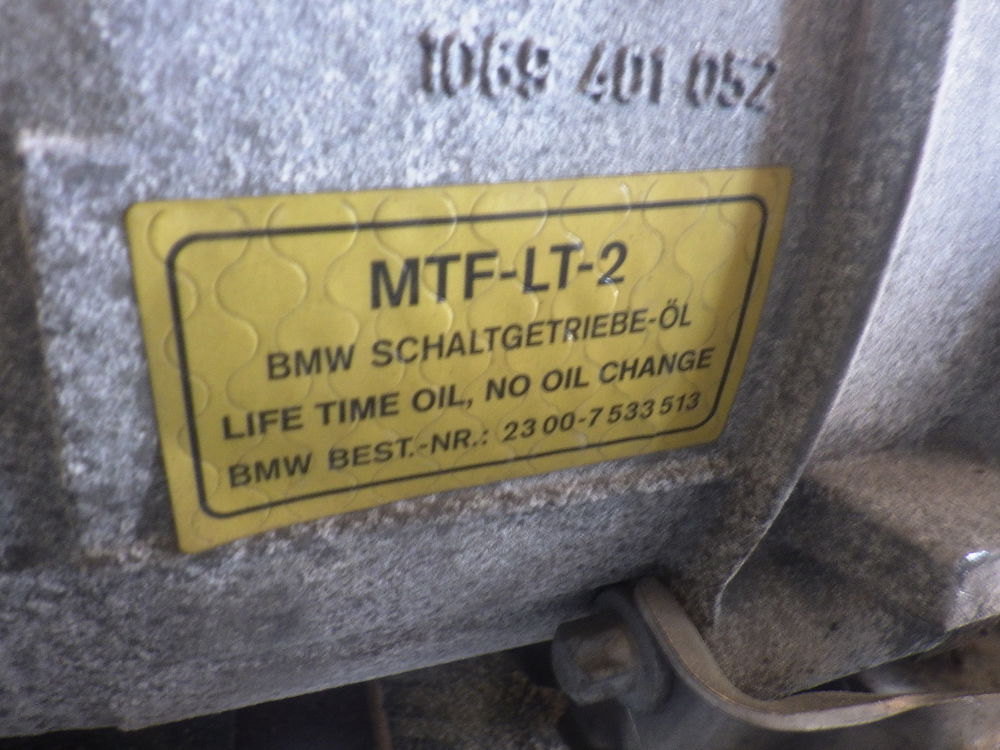 1069 401 052
MTF-LT-2
BMW SCHALTGETRIEBE-ÖL
LIFE TIME OIL, NO OIL CHANGE
BMW BEST.-NR.: 23 00-7 533 513